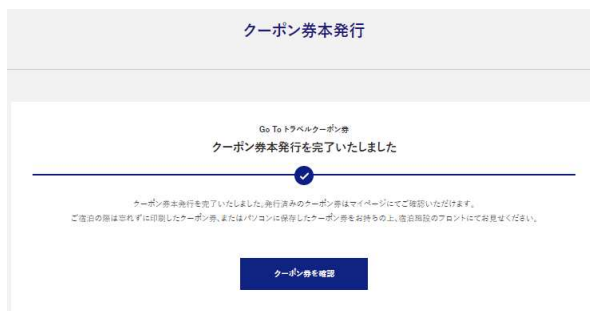 クーポン券本発行
Go To トラベルクーポン券
クーポン券本発行を完了いたしました
クーポン券本発行を完了いたしました。発行済みのクーポン券はマイページにてご確認いただけます。
ご宿泊の際は忘れずに印刷したクーポン券、またはパソコンに保存したクーポン券をお持ちの上、宿泊施設のフロントにてお見せください。
クーポン券を確認